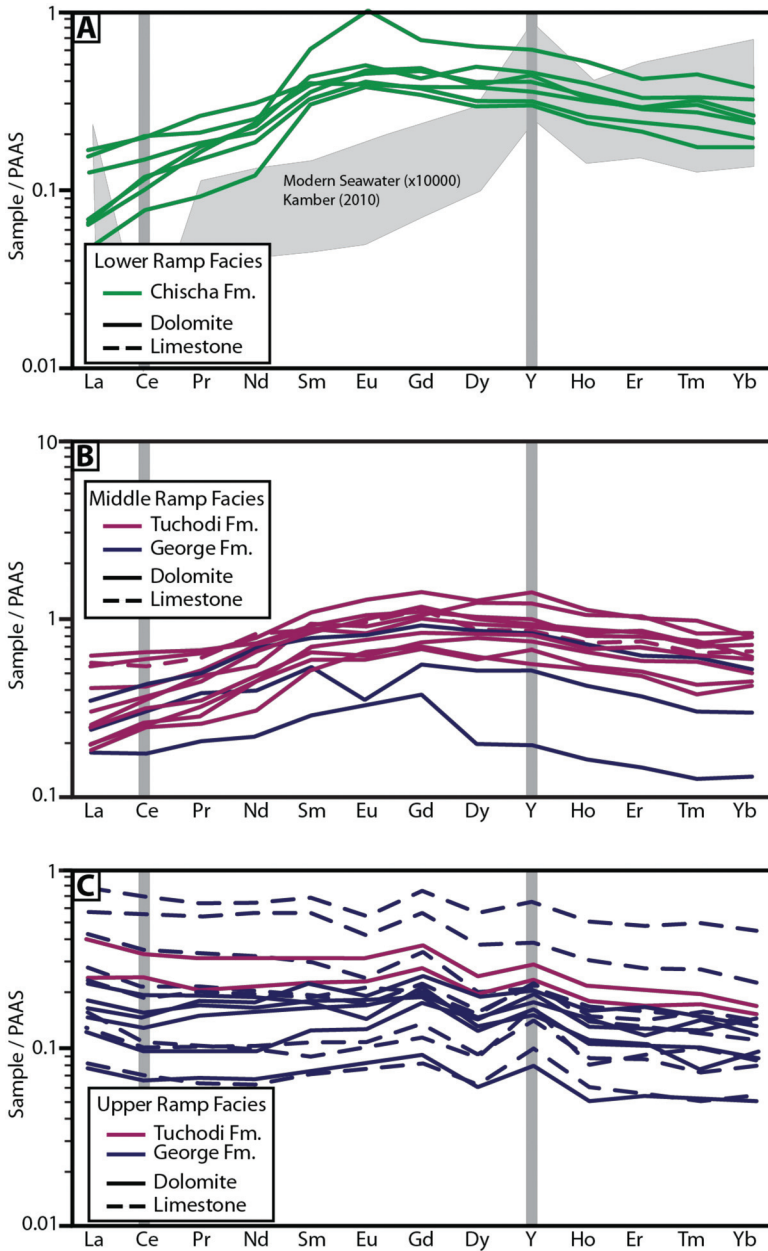 A
1
0.1
0.01
Sample / PAAS
Modern Seawater (x10000)
Kamber (2010)
Lower Ramp Facies
Chischa Fm.
Dolomite
Limestone
La Ce Pr Nd Sm Eu Gd Dy Y Ho Er Tm Yb
B
10
1
0.1
Sample / PAAS
Middle Ramp Facies
Tuchodi Fm.
George Fm.
Dolomite
Limestone
La Ce Pr Nd Sm Eu Gd Dy Y Ho Er Tm Yb
C
1
0.1
0.01
Sample / PAAS
Upper Ramp Facies
Tuchodi Fm.
George Fm.
Dolomite
Limestone
La Ce Pr Nd Sm Eu Gd Dy Y Ho Er Tm Yb